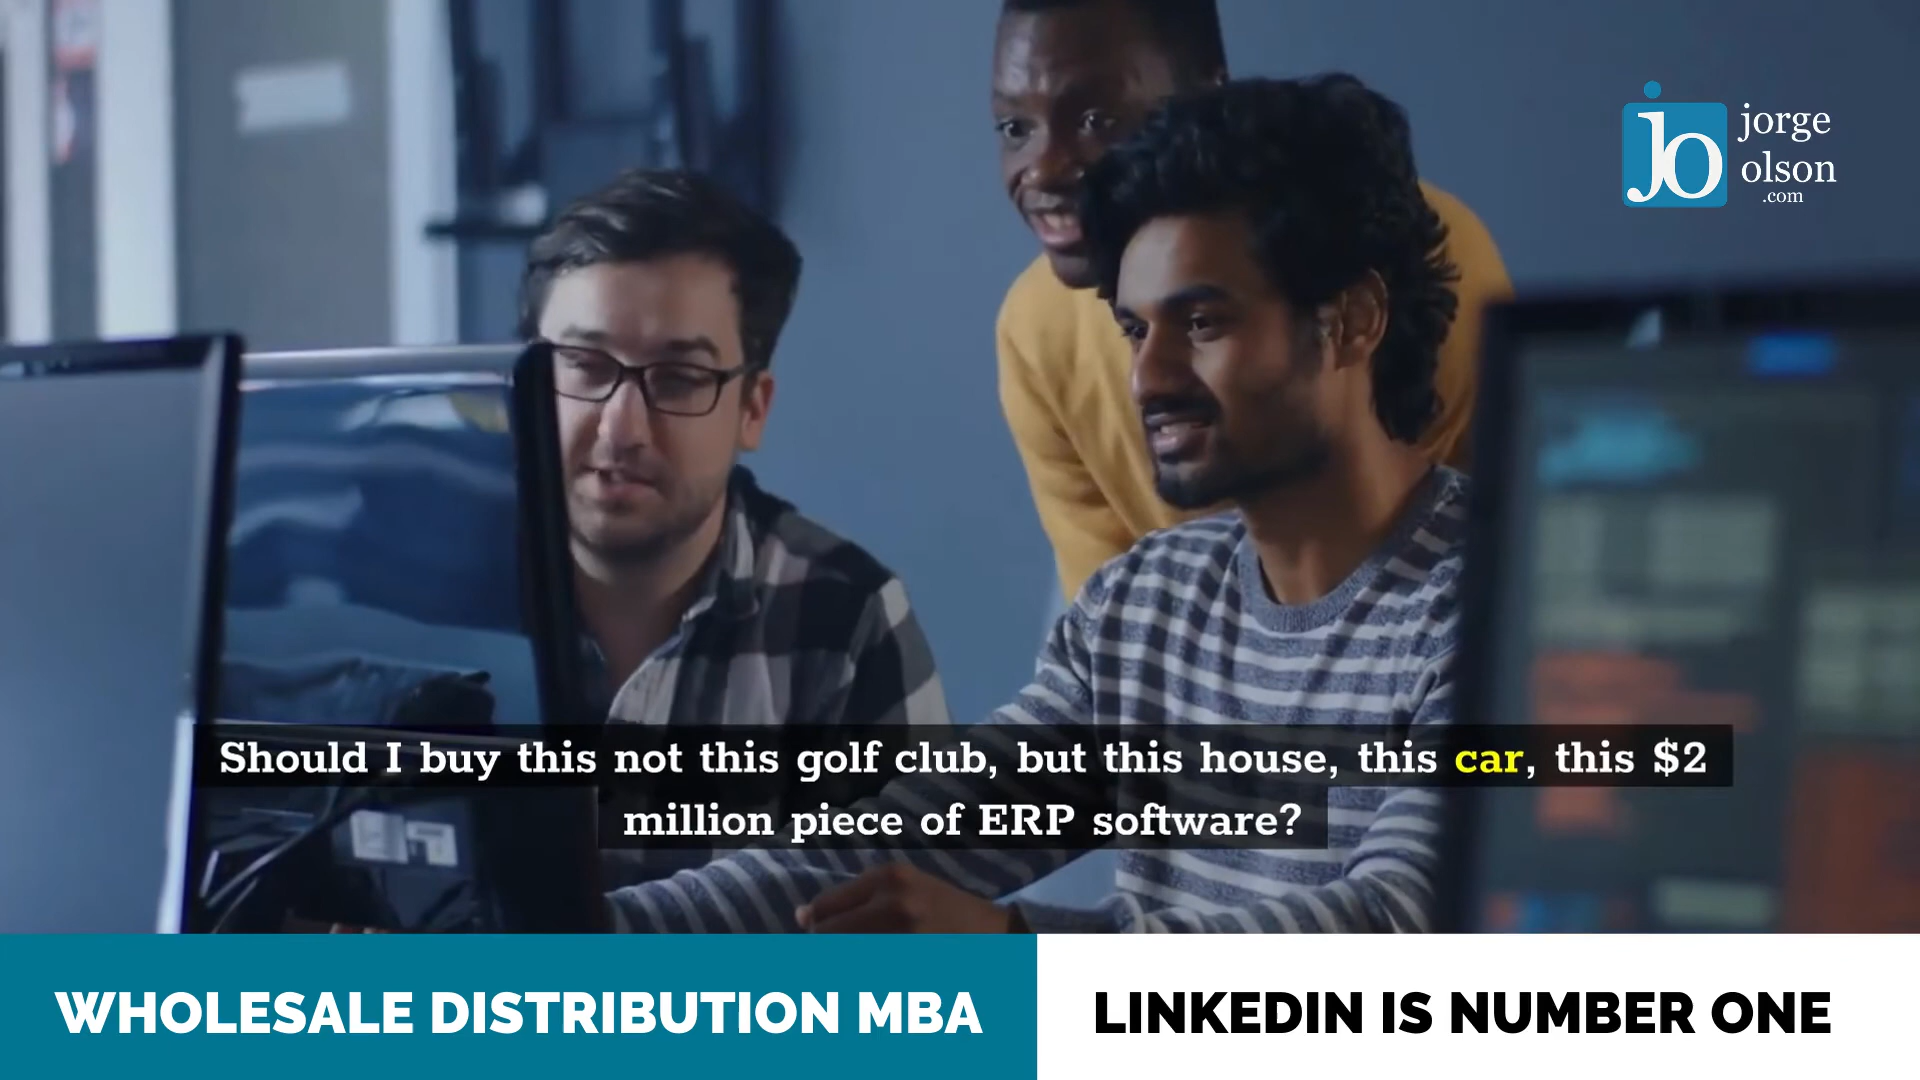 jo
jorge
olson
.com
Should I buy this not this golf club, but this house, this car, this $2
million piece of ERP software?
WHOLESALE DISTRIBUTION MBA
LINKEDIN IS NUMBER ONE